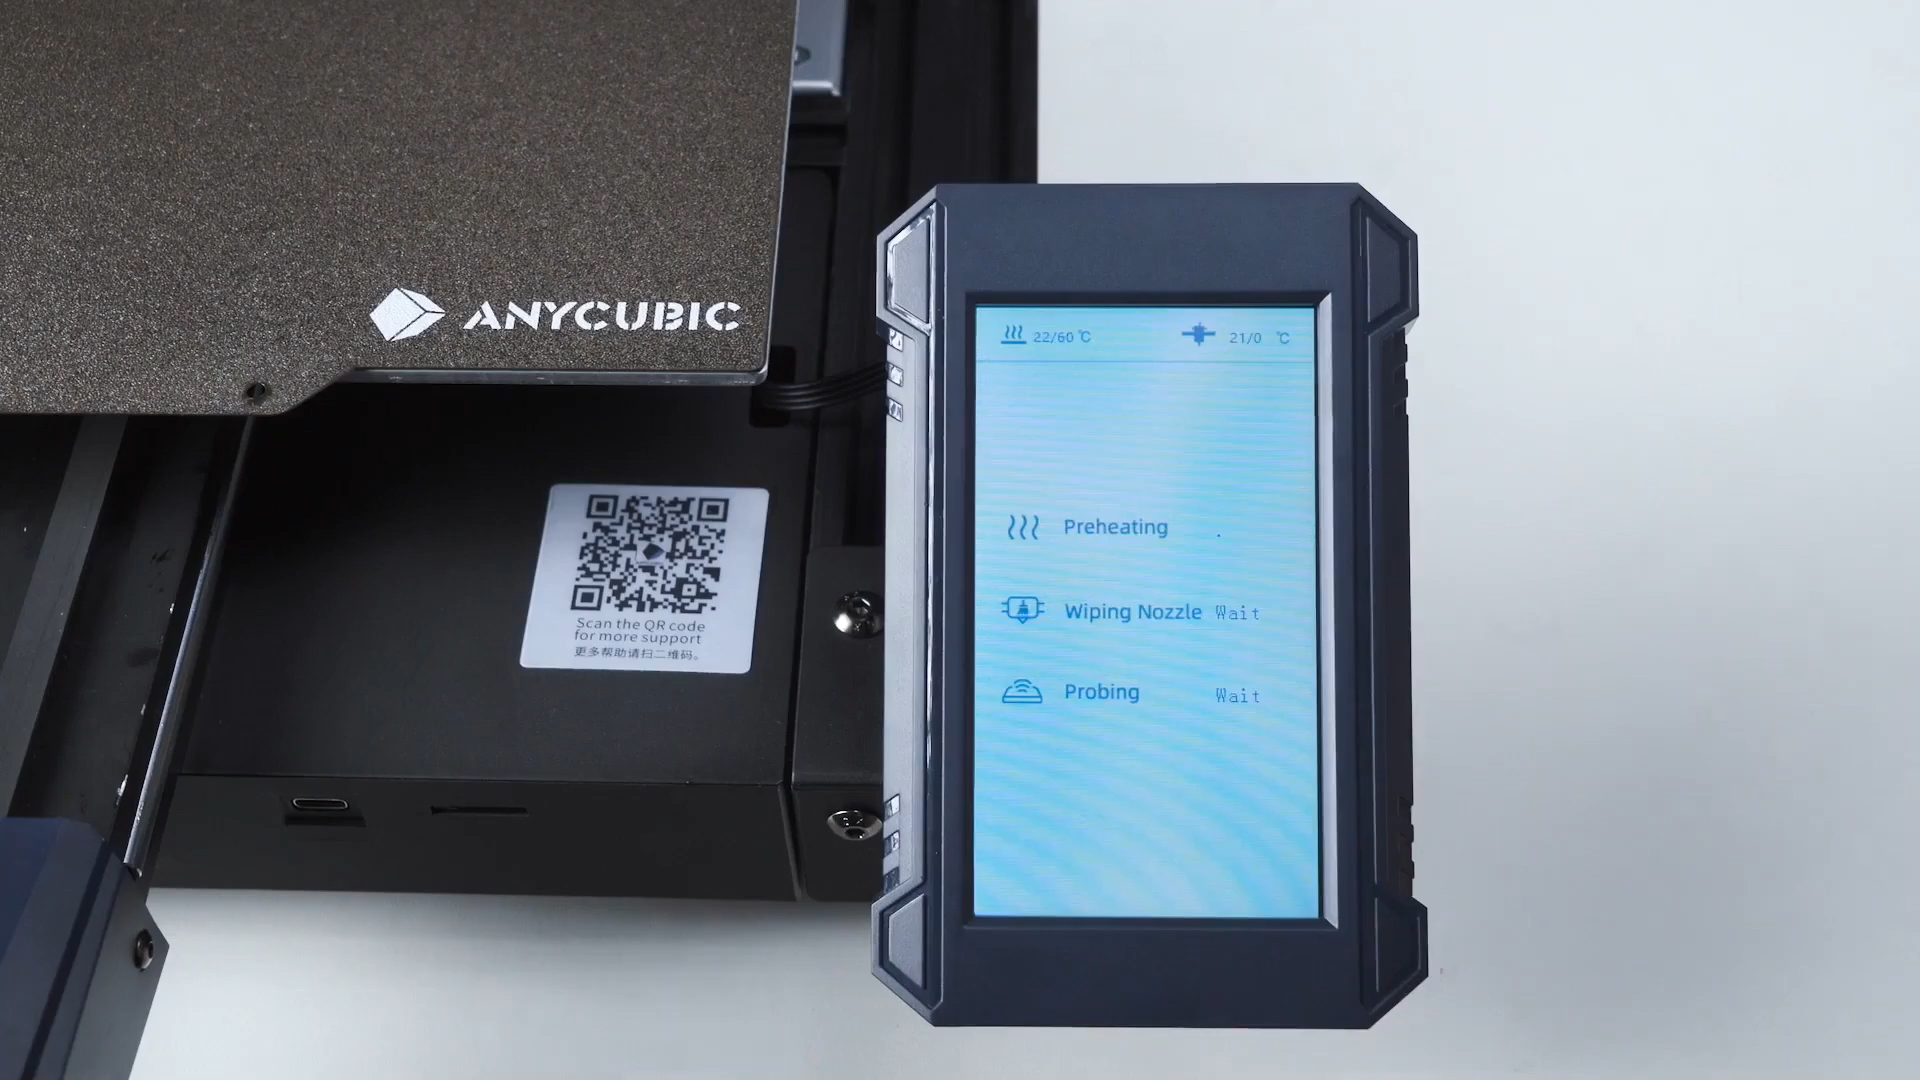 ANYCUBIC
22/60 ℃
21/0 ℃
Preheating .
Wiping Nozzle Wait
Probing Wait
Scan the QR code
for more support
更多帮助请扫二维码。